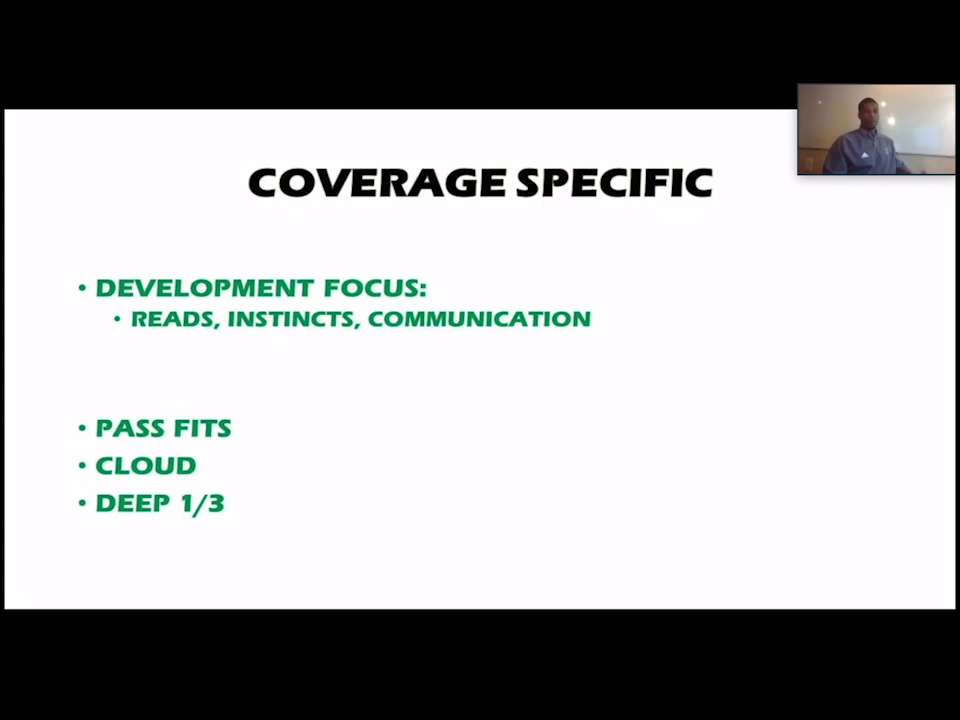 COVERAGE SPECIFIC
• DEVELOPMENT FOCUS:
• READS, INSTINCTS, COMMUNICATION
• PASS FITS
• CLOUD
• DEEP 1/3